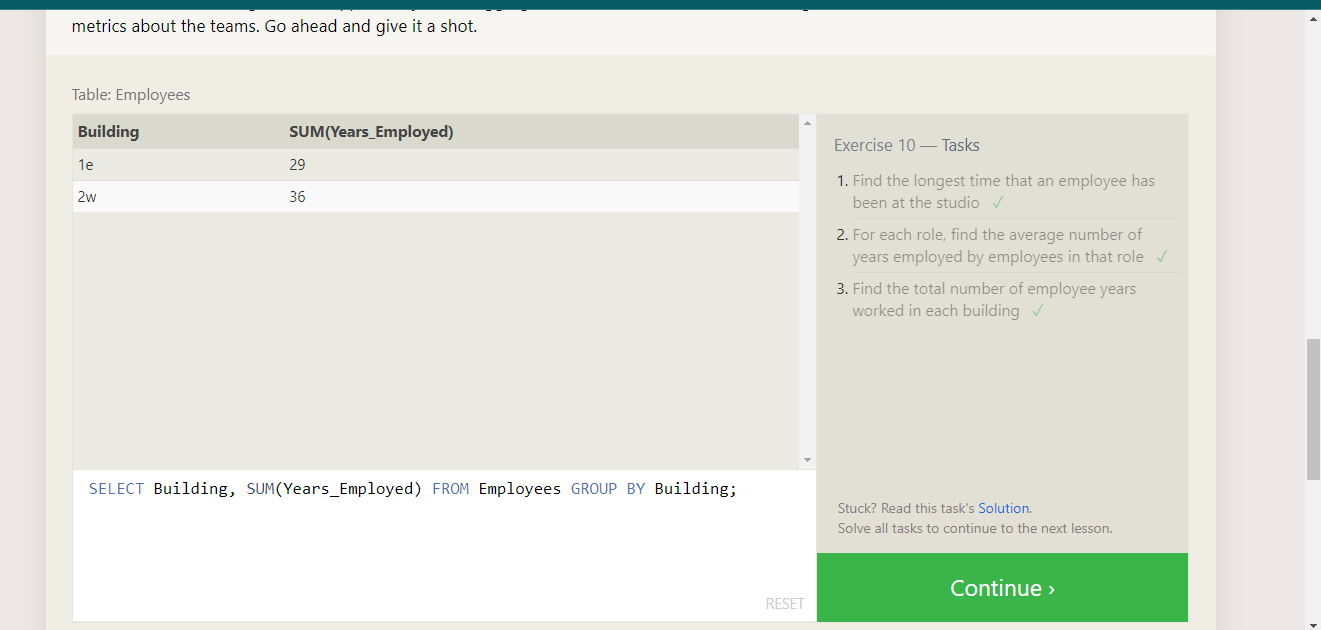 metrics about the teams. Go ahead and give it a shot.
Table: Employees
Building SUM(Years_Employed)
1e 29
2w 36
SELECT Building, SUM(Years_Employed) FROM Employees GROUP BY Building;
RESET
Exercise 10 — Tasks
1. Find the longest time that an employee has
been at the studio ✓
2. For each role, find the average number of
years employed by employees in that role ✓
3. Find the total number of employee years
worked in each building ✓
Stuck? Read this task's Solution.
Solve all tasks to continue to the next lesson.
Continue ›